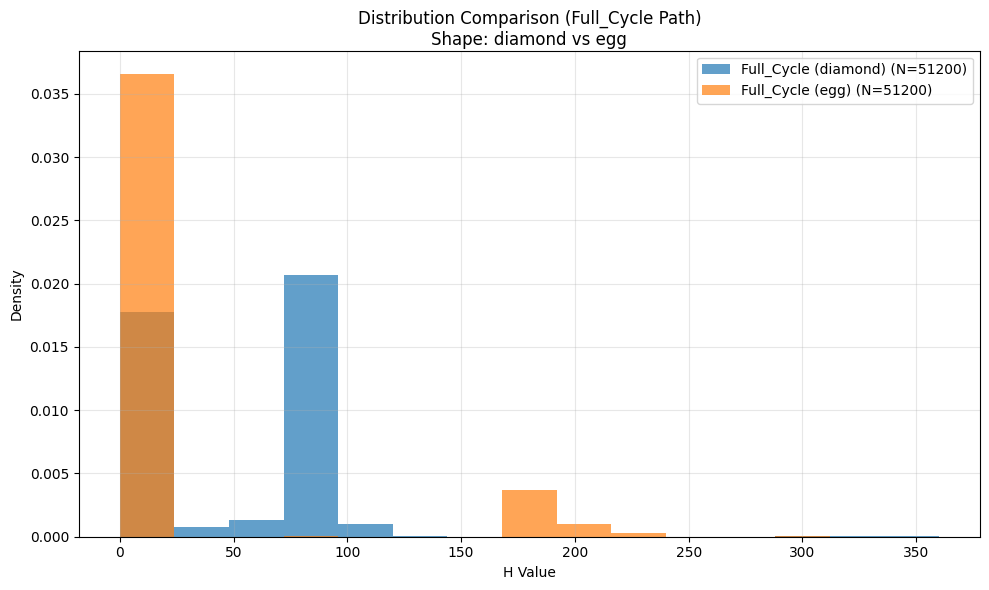 Distribution Comparison (Full_Cycle Path)
Shape: diamond vs egg
Full_Cycle (diamond) (N=51200)
Full_Cycle (egg) (N=51200)
Density
0.035
0.030
0.025
0.020
0.015
0.010
0.005
0.000
0 50 100 150 200 250 300 350
H Value